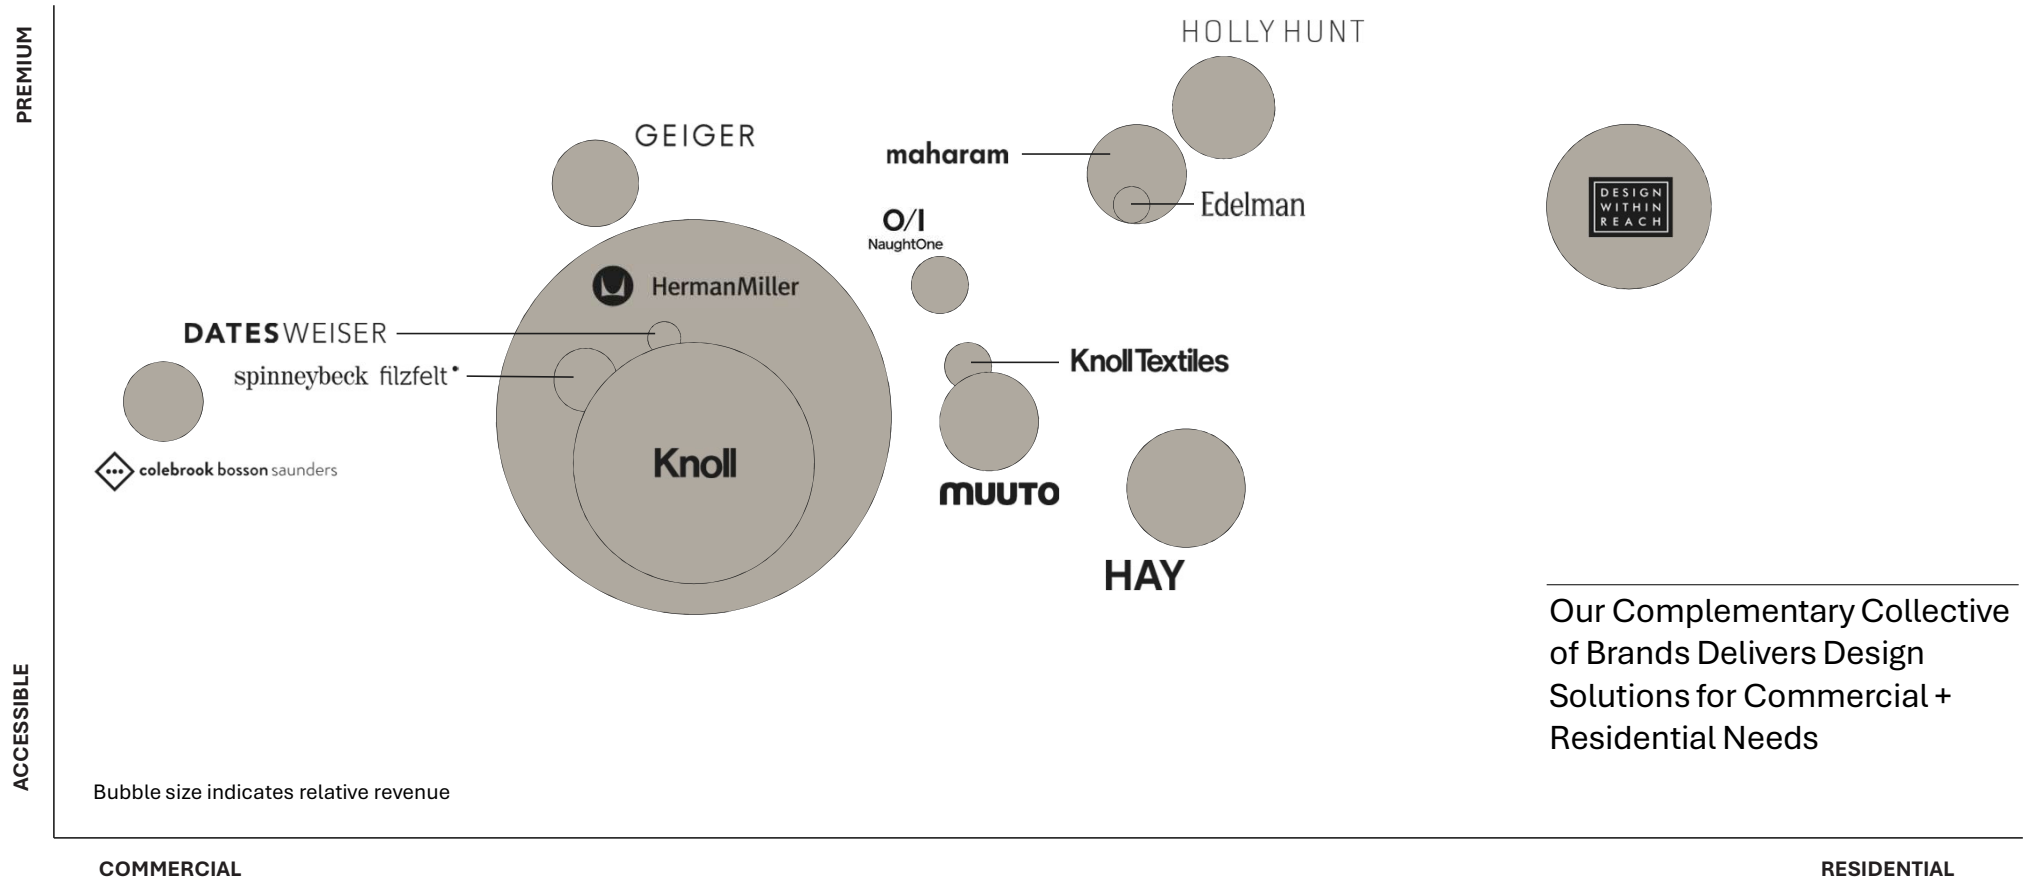 PREMIUM
HOLLY HUNT
GEIGER
maharam
Edelman
DESIGN
WITHIN
REACH
O/I
NaughtOne
HermanMiller
DATESWEISER
spinneybeck filzfelt
KnollTextiles
Knoll
colebrook bosson saunders
MUUTO
HAY
Our Complementary Collective
of Brands Delivers Design
Solutions for Commercial +
Residential Needs
ACCESSIBLE
Bubble size indicates relative revenue
COMMERCIAL
RESIDENTIAL